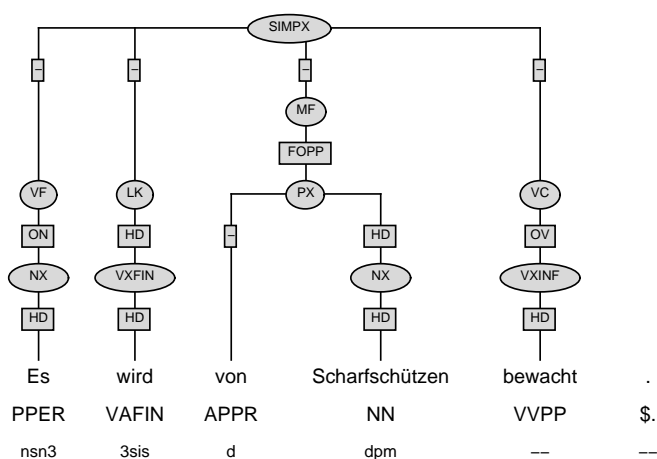 SIMPX
– – – –
MF
FOPP
VF LK PX VC
ON HD – HD OV
NX VXFIN NX VXINF
HD HD HD HD
Es wird von Scharfschützen bewacht .
PPER VAFIN APPR NN VVPP $.
nsn3 3sis d dpm –– ––